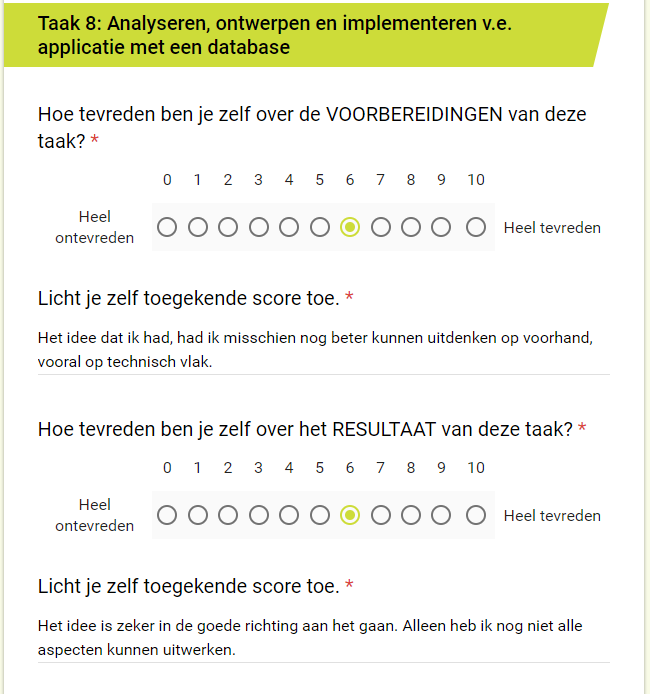 Taak 8: Analyseren, ontwerpen en implementeren v.e.
applicatie met een database
Hoe tevreden ben je zelf over de VOORBEREIDINGEN van deze
taak? *
0 1 2 3 4 5 6 7 8 9 10
Heel
ontevreden
Heel tevreden
Licht je zelf toegekende score toe. *
Het idee dat ik had, had ik misschien nog beter kunnen uitdenken op voorhand,
vooral op technisch vlak.
Hoe tevreden ben je zelf over het RESULTAAT van deze taak? *
0 1 2 3 4 5 6 7 8 9 10
Heel
ontevreden
Heel tevreden
Licht je zelf toegekende score toe. *
Het idee is zeker in de goede richting aan het gaan. Alleen heb ik nog niet alle
aspecten kunnen uitwerken.